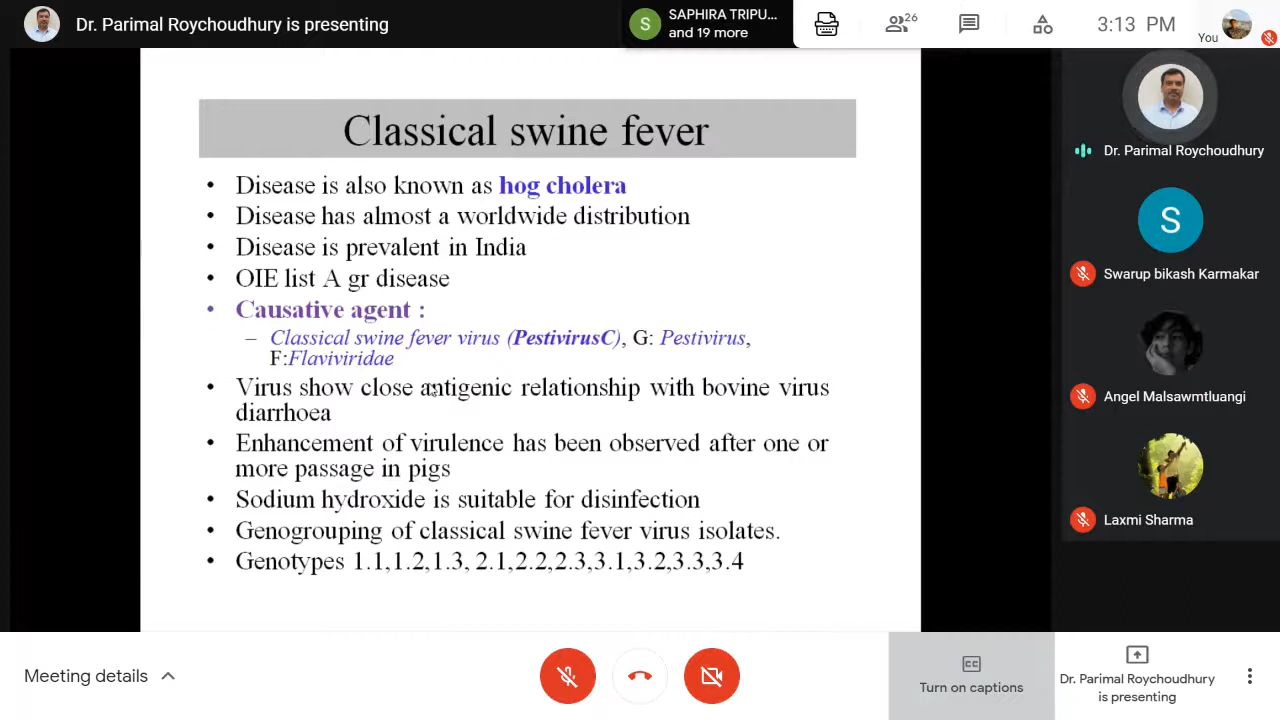 Dr. Parimal Roychoudhury is presenting
S
SAPHIRA TRIPU...
and 19 more
26
3:13 PM
You
Classical swine fever
• Disease is also known as hog cholera
• Disease has almost a worldwide distribution
• Disease is prevalent in India
• OIE list A gr disease
• Causative agent :
– Classical swine fever virus (PestivirusC), G: Pestivirus,
F:Flaviviridae
• Virus show close antigenic relationship with bovine virus
diarrhoea
• Enhancement of virulence has been observed after one or
more passage in pigs
• Sodium hydroxide is suitable for disinfection
• Genogrouping of classical swine fever virus isolates.
• Genotypes 1.1,1.2,1.3, 2.1,2.2,2.3,3.1,3.2,3.3,3.4
Dr. Parimal Roychoudhury
S
Swarup bikash Karmakar
Angel Malsawmtluangi
Laxmi Sharma
Meeting details
CC
Turn on captions
Dr. Parimal Roychoudhury
is presenting